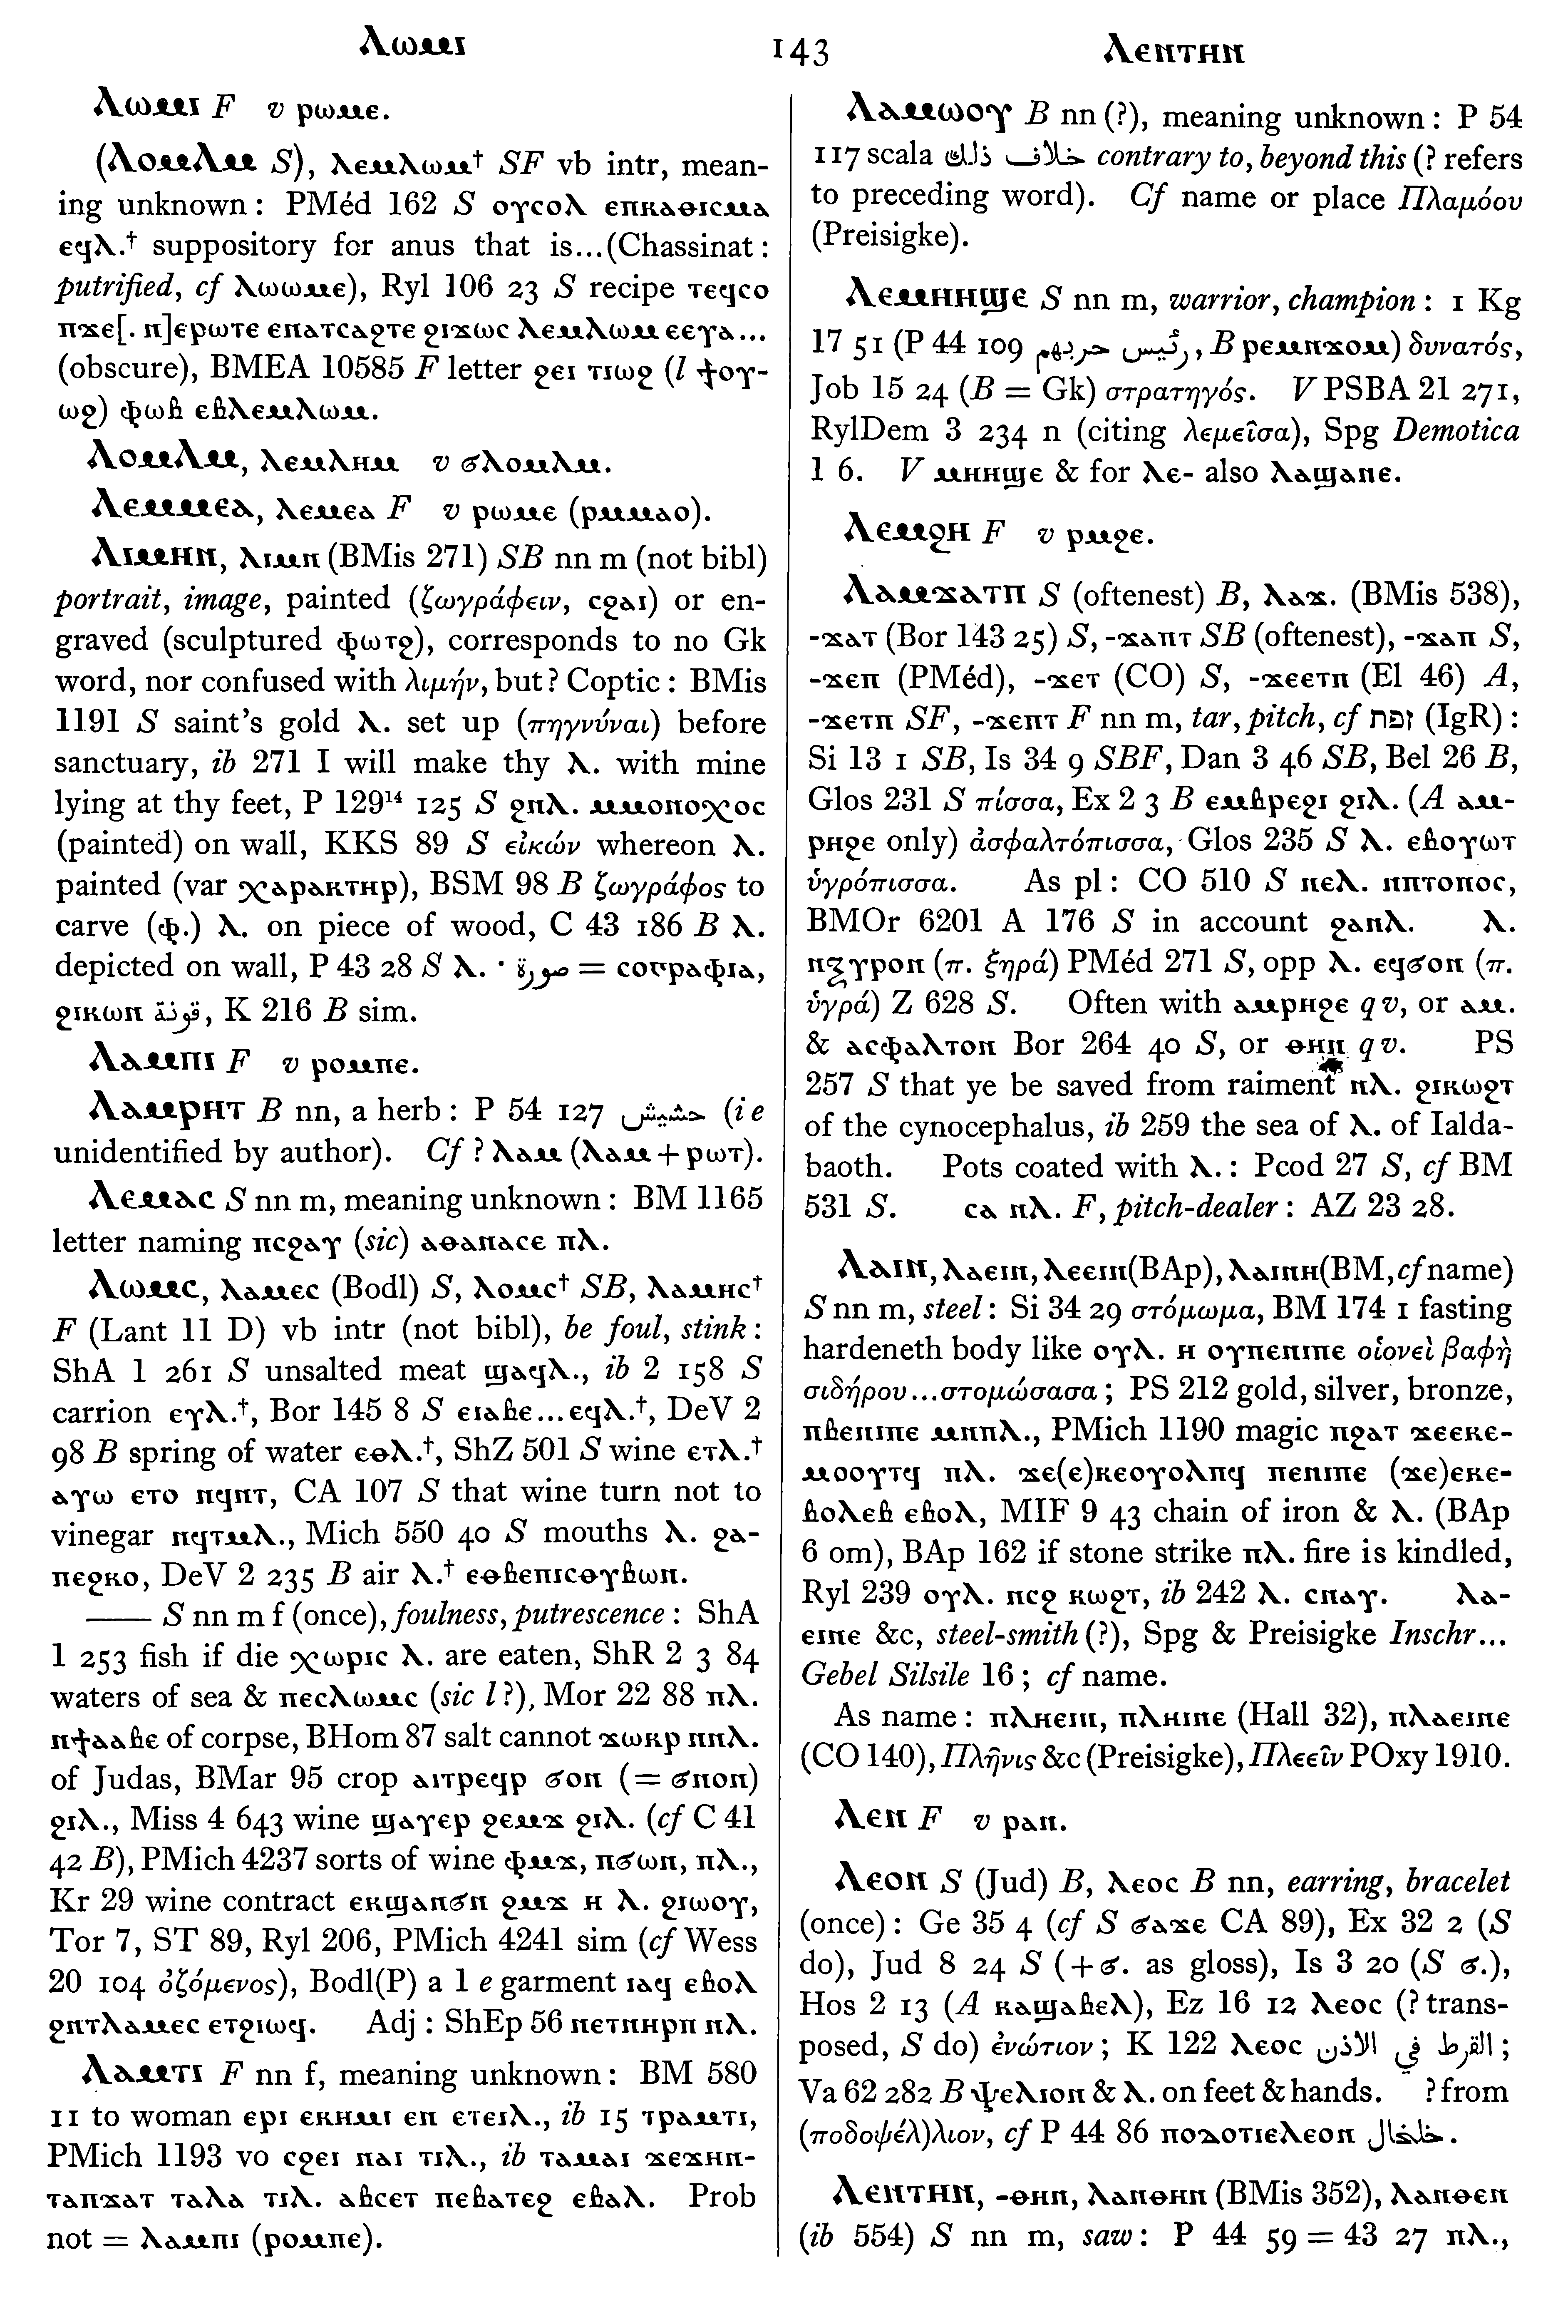 ⲗⲱⲙⲓ 143 ⲗⲉⲛⲧⲏⲛ
ⲗⲱⲙⲓ F v ⲣⲱⲙⲉ.
(ⲗⲟⲙⲗⲙ S), ⲗⲉⲙⲗⲱⲙ† SF vb intr, mean-
ing unknown: PMéd 162 S ⲟⲩⲥⲟⲗ ⲉⲡⲕⲁⲑⲓⲥⲙⲁ
ⲉϥⲗ.† suppository for anus that is...(Chassinat:
putrified, cf ⲗⲱⲱⲙⲉ), Ryl 106 23 S recipe ⲧⲉϥⲥⲟ
ⲡϫⲉ[. ⲛ]ⲉⲣⲱⲧⲉ ⲉⲡⲁⲧⲥⲁϩⲧⲉ ϩⲓϫⲱⲥ ⲗⲉⲙⲗⲱⲙ ⲉⲉⲩⲁ...
(obscure), BMEA 10585 F letter ϩⲉⲓ ⲧⲓⲱϩ (l ϯⲟⲩ-
ⲱϩ) ⲫⲱⲃ ⲉⲃⲗⲉⲙⲗⲱⲙ.
ⲗⲟⲙⲗⲙ, ⲗⲉⲙⲗⲏⲙ v ϭⲗⲟⲙⲗⲙ.
ⲗⲉⲙⲙⲉⲁ, ⲗⲉⲙⲉⲁ F v ⲣⲱⲙⲉ (ⲣⲙⲙⲁⲟ).
ⲗⲓⲙⲏⲛ, ⲗⲓⲙⲛ (BMis 271) SB nn m (not bibl)
portrait, image, painted (ζωγράφειν, ⲥϩⲁⲓ) or en-
graved (sculptured ⲫⲱⲧϩ), corresponds to no Gk
word, nor confused with λιμήν, but? Coptic: BMis
1191 S saint's gold ⲗ. set up (πηγνύναι) before
sanctuary, ib 271 I will make thy ⲗ. with mine
lying at thy feet, P 129¹⁴ 125 S ϩⲛⲗ. ⲙⲙⲟⲛⲟⲭⲟⲥ
(painted) on wall, KKS 89 S εἰκών whereon ⲗ.
painted (var ⲭⲁⲣⲁⲕⲧⲏⲣ), BSM 98 B ζωγράφος to
carve (ⲫ.) ⲗ. on piece of wood, C 43 186 B ⲗ.
depicted on wall, P 43 28 S ⲗ. · صورة = ⲥⲟⲩⲣⲁⲫⲓⲁ,
ϩⲓⲕⲱⲛ قونة, K 216 B sim.
ⲗⲁⲙⲡⲓ F v ⲣⲟⲙⲡⲉ.
ⲗⲁⲙⲣⲏⲧ B nn, a herb: P 54 127 حشيش (i e
unidentified by author). Cf ? ⲗⲁⲙ (ⲗⲁⲙ+ⲣⲱⲧ).
ⲗⲉⲙⲁⲥ S nn m, meaning unknown: BM 1165
letter naming ⲡⲥϩⲁⲩ (sic) ⲁⲑⲁⲛⲁⲥⲉ ⲡⲗ.
ⲗⲱⲙⲥ, ⲗⲁⲙⲉⲥ (Bodl) S, ⲗⲟⲙⲥ† SB, ⲗⲁⲙⲏⲥ†
F (Lant 11 D) vb intr (not bibl), be foul, stink:
ShA 1 261 S unsalted meat ϣⲁϥⲗ., ib 2 158 S
carrion ⲉⲩⲗ.†, Bor 145 8 S ⲉⲓⲁⲃⲉ...ⲉϥⲗ.†, DeV 2
98 B spring of water ⲉⲑⲗ.†, ShZ 501 S wine ⲉⲧⲗ.†
ⲁⲩⲱ ⲉⲧⲟ ⲛϥⲛⲧ, CA 107 S that wine turn not to
vinegar ⲛϥⲧⲙⲗ., Mich 550 40 S mouths ⲗ. ϩⲁ-
ⲡⲉϩⲕⲟ, DeV 2 235 B air ⲗ.† ⲉⲑⲃⲉⲛⲓⲥⲑⲩⲃⲱⲛ.
—— S nn m f (once), foulness, putrescence: ShA
1 253 fish if die ⲭⲱⲣⲓⲥ ⲗ. are eaten, ShR 2 3 84
waters of sea & ⲡⲉⲥⲗⲱⲙⲥ (sic l ?), Mor 22 88 ⲡⲗ.
ⲛϯⲁⲁⲃⲉ of corpse, BHom 87 salt cannot ϫⲱⲕⲣ ⲙⲡⲗ.
of Judas, BMar 95 crop ⲁⲓⲧⲣⲉϥⲣ ϭⲟⲛ (= ϭⲛⲟⲛ)
ϩⲓⲗ., Miss 4 643 wine ϣⲁⲩⲉⲣ ϩⲉⲙϫ ϩⲓⲗ. (cf C 41
42 B), PMich 4237 sorts of wine ⲫⲙϫ, ⲡϭⲱⲛ, ⲡⲗ.,
Kr 29 wine contract ⲉⲕϣⲁⲛϭⲛ ϩⲙϫ ⲏ ⲗ. ϩⲓⲱⲟⲩ,
Tor 7, ST 89, Ryl 206, PMich 4241 sim (cf Wess
20 104 ὀζόμενος), Bodl(P) a 1 e garment ⲓⲁϥ ⲉⲃⲟⲗ
ϩⲛⲧⲗⲁⲙⲉⲥ ⲉⲧϩⲓⲱϥ. Adj: ShEp 56 ⲡⲉⲧⲛⲏⲣⲡ ⲛⲗ.
ⲗⲁⲙⲧⲓ F nn f, meaning unknown: BM 580
11 to woman ⲉⲣⲓ ⲉⲕⲏⲙⲓ ⲉⲛ ⲉⲧⲉⲓⲗ., ib 15 ⲧⲣⲁⲙⲧⲓ,
PMich 1193 vo ⲥϩⲉⲓ ⲛⲁⲓ ⲧⲓⲗ., ib ⲧⲁⲙⲁⲓ ϫⲉϫⲏⲛ-
ⲧⲁⲛϫⲁⲧ ⲧⲁⲗⲁ ⲧⲓⲗ. ⲁⲃⲥⲉⲧ ⲡⲉⲃⲁⲧⲉϩ ⲉⲃⲁⲗ. Prob
not = ⲗⲁⲙⲡⲓ (ⲣⲟⲙⲡⲉ).
ⲗⲁⲙⲱⲟⲩ B nn (?), meaning unknown: P 54
117 scala خلاف ذلك contrary to, beyond this (? refers
to preceding word). Cf name or place Πλαμόου
(Preisigke).
ⲗⲉⲙⲏⲏϣⲉ S nn m, warrior, champion: 1 Kg
17 51 (P 44 109 رئيس حربهم, B ⲣⲉⲙⲛϫⲟⲙ) δυνατός,
Job 15 24 (B = Gk) στρατηγός. V PSBA 21 271,
RylDem 3 234 n (citing λεμεῖσα), Spg Demotica
1 6. V ⲙⲏⲏϣⲉ & for ⲗⲉ- also ⲗⲁϣⲁⲛⲉ.
ⲗⲉⲙϩⲏ F v ⲣⲙϩⲉ.
ⲗⲁⲙϫⲁⲧⲡ S (oftenest) B, ⲗⲁϫ. (BMis 538),
-ϫⲁⲧ (Bor 143 25) S, -ϫⲁⲡⲧ SB (oftenest), -ϫⲁⲡ S,
-ϫⲉⲡ (PMéd), -ϫⲉⲧ (CO) S, -ϫⲉⲉⲧⲡ (El 46) A,
-ϫⲉⲧⲡ SF, -ϫⲉⲡⲧ F nn m, tar, pitch, cf זפת (IgR):
Si 13 1 SB, Is 34 9 SBF, Dan 3 46 SB, Bel 26 B,
Glos 231 S πίσσα, Ex 2 3 B ⲉⲙⲃⲣⲉϩⲓ ϩⲓⲗ. (A ⲁⲙ-
ⲣⲏϩⲉ only) ἀσφαλτόπισσα, Glos 235 S ⲗ. ⲉⲃⲟⲩⲱⲧ
ὑγρόπισσα. As pl: CO 510 S ⲛⲉⲗ. ⲙⲡⲧⲟⲡⲟⲥ,
BMOr 6201 A 176 S in account ϩⲁⲡⲗ. ⲗ.
ⲛⲝⲩⲣⲟⲛ (π. ξηρά) PMéd 271 S, opp ⲗ. ⲉϥϭⲟⲛ (π.
ὑγρά) Z 628 S. Often with ⲁⲙⲣⲏϩⲉ q v, or ⲁⲙ.
& ⲁⲥⲫⲁⲗⲧⲟⲛ Bor 264 40 S, or ⲑⲏⲛ q v. PS
257 S that ye be saved from raiment ⲛⲗ. ϩⲓⲕⲱϩⲧ
of the cynocephalus, ib 259 the sea of ⲗ. of Ialda-
baoth. Pots coated with ⲗ.: Pcod 27 S, cf BM
531 S. ⲥⲁ ⲛⲗ. F, pitch-dealer: AZ 23 28.
ⲗⲁⲓⲛ, ⲗⲁⲉⲓⲛ, ⲗⲉⲉⲓⲛ (BAp), ⲗⲁⲓⲛⲏ (BM, cf name)
S nn m, steel: Si 34 29 στόμωμα, BM 174 1 fasting
hardeneth body like ⲟⲩⲗ. ⲏ ⲟⲩⲡⲉⲛⲓⲡⲉ οἱονεὶ βαφὴ
σιδήρου...στομώσασα; PS 212 gold, silver, bronze,
ⲡⲃⲉⲛⲓⲡⲉ ⲙⲛⲡⲗ., PMich 1190 magic ⲡϩⲁⲧ ϫⲉⲉⲕⲉ-
ⲙⲟⲟⲩⲧϥ ⲡⲗ. ϫⲉ(ⲉ)ⲕⲉⲟⲩⲟⲗⲡϥ ⲡⲉⲛⲓⲡⲉ (ϫⲉ)ⲉⲕⲉ-
ⲃⲟⲗⲉⲃ ⲉⲃⲟⲗ, MIF 9 43 chain of iron & ⲗ. (BAp
6 om), BAp 162 if stone strike ⲡⲗ. fire is kindled,
Ryl 239 ⲟⲩⲗ. ⲛⲥϩ ⲕⲱϩⲧ, ib 242 ⲗ. ⲥⲛⲁⲩ. ⲗⲁ-
ⲉⲓⲛⲉ &c, steel-smith (?), Spg & Preisigke Inschr...
Gebel Silsile 16; cf name.
As name: ⲡⲗⲏⲉⲓⲛ, ⲡⲗⲏⲓⲛⲉ (Hall 32), ⲡⲗⲁⲉⲓⲛⲉ
(CO 140), Πλῆνις &c (Preisigke), Πλεεῖν POxy 1910.
ⲗⲉⲛ F v ⲣⲁⲛ.
ⲗⲉⲟⲛ S (Jud) B, ⲗⲉⲟⲥ B nn, earring, bracelet
(once): Ge 35 4 (cf S ϭⲁϫⲉ CA 89), Ex 32 2 (S
do), Jud 8 24 S (+ϭ. as gloss), Is 3 20 (S ϭ.),
Hos 2 13 (A ⲕⲁϣⲁⲃⲉⲗ), Ez 16 12 ⲗⲉⲟⲥ (? trans-
posed, S do) ἐνώτιον; K 122 ⲗⲉⲟⲥ القرط في الاذن;
Va 62 282 B ⲯⲉⲗⲓⲟⲛ & ⲗ. on feet & hands. ? from
(ποδοψέλ)λιον, cf P 44 86 ⲡⲟⲇⲟⲧⲓⲉⲗⲉⲟⲛ خلخال.
ⲗⲉⲛⲧⲏⲛ, -ⲑⲏⲛ, ⲗⲁⲛⲑⲏⲛ (BMis 352), ⲗⲁⲛⲑⲉⲛ
(ib 554) S nn m, saw: P 44 59 = 43 27 ⲡⲗ.,